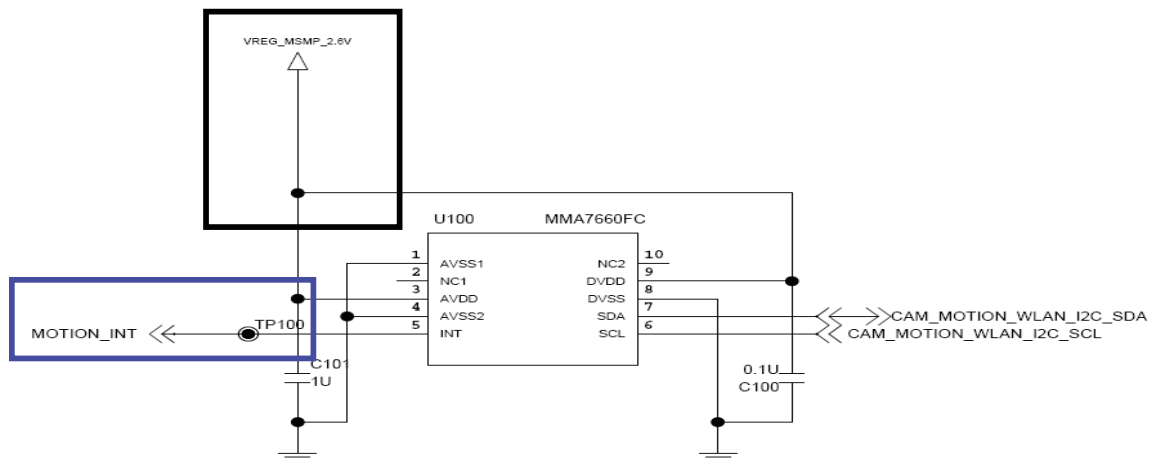 VREG_MSMP_2.6V
U100 MMA7660FC
1 AVSS1 NC2 10
2 NC1 DVDD 9
3 AVDD DVSS 8
4 AVSS2 SDA 7
5 INT SCL 6
MOTION_INT
TP100
CAM_MOTION_WLAN_I2C_SDA
CAM_MOTION_WLAN_I2C_SCL
C101
1U
0.1U
C100